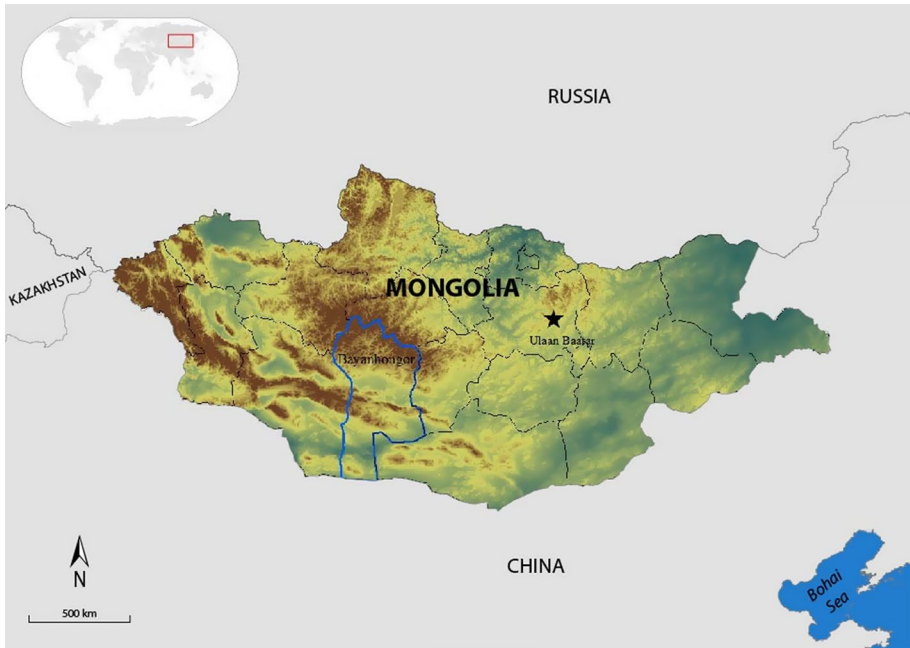 RUSSIA
KAZAKHSTAN
MONGOLIA
Ulaan Baatar
Bayanhongor
N
CHINA
500 km
Bohai
Sea